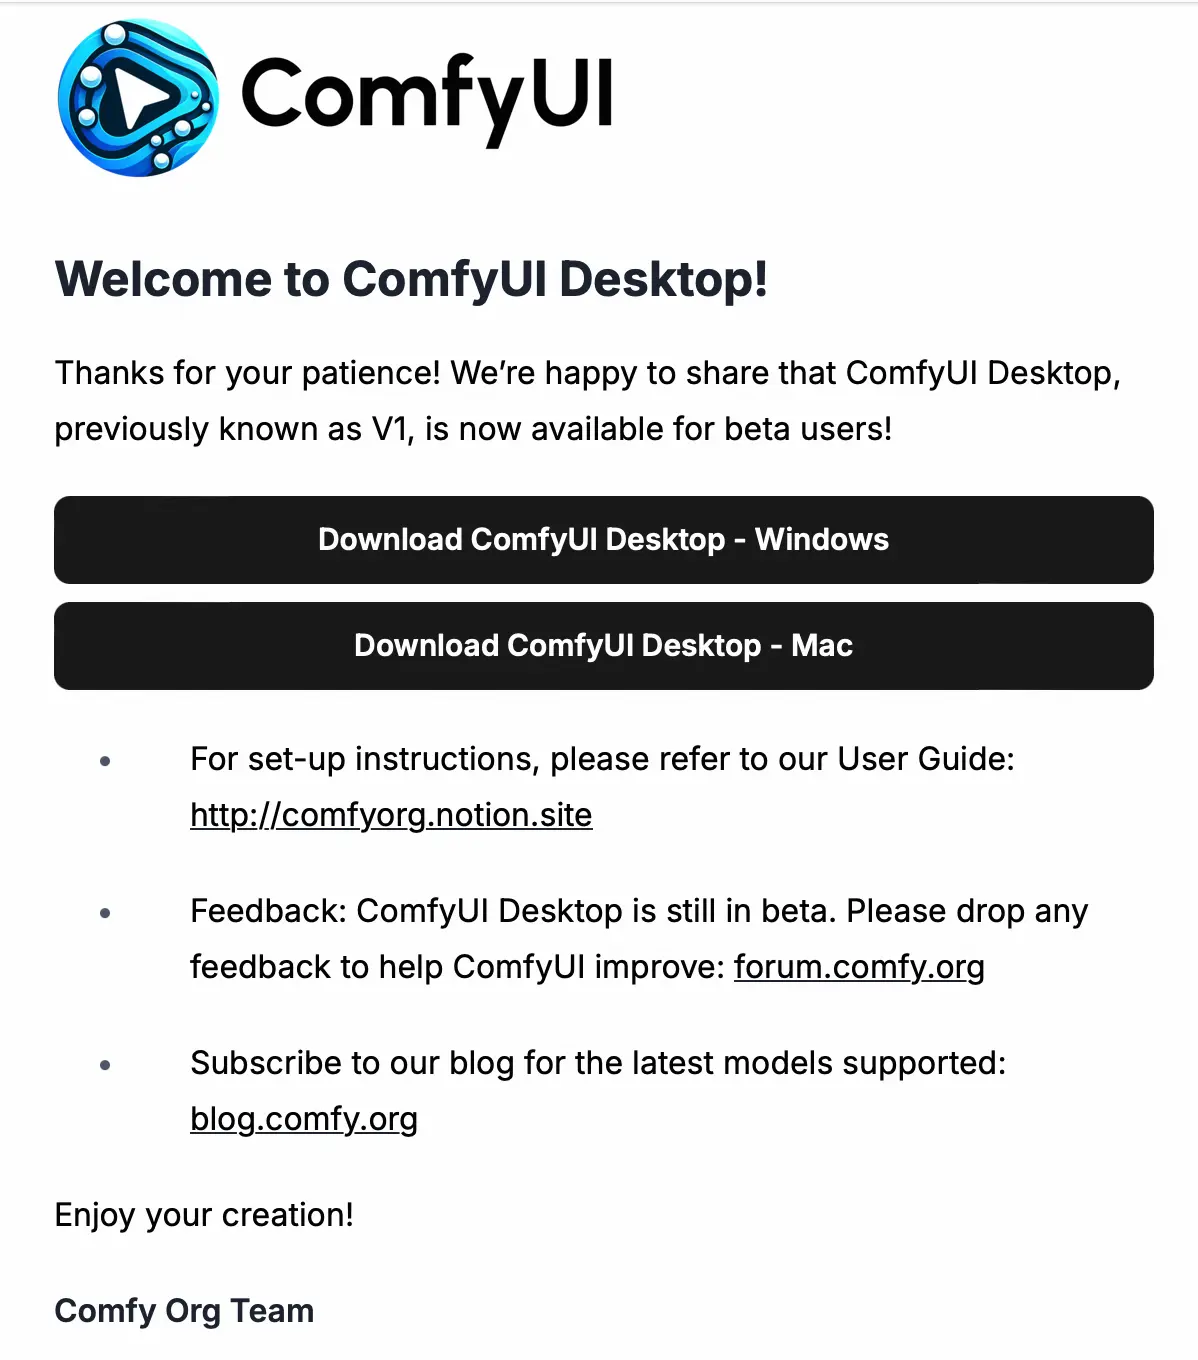 ComfyUI
Welcome to ComfyUI Desktop!
Thanks for your patience! We’re happy to share that ComfyUI Desktop,
previously known as V1, is now available for beta users!
Download ComfyUI Desktop - Windows
Download ComfyUI Desktop - Mac
• For set-up instructions, please refer to our User Guide:
http://comfyorg.notion.site
• Feedback: ComfyUI Desktop is still in beta. Please drop any
feedback to help ComfyUI improve: forum.comfy.org
• Subscribe to our blog for the latest models supported:
blog.comfy.org
Enjoy your creation!
Comfy Org Team